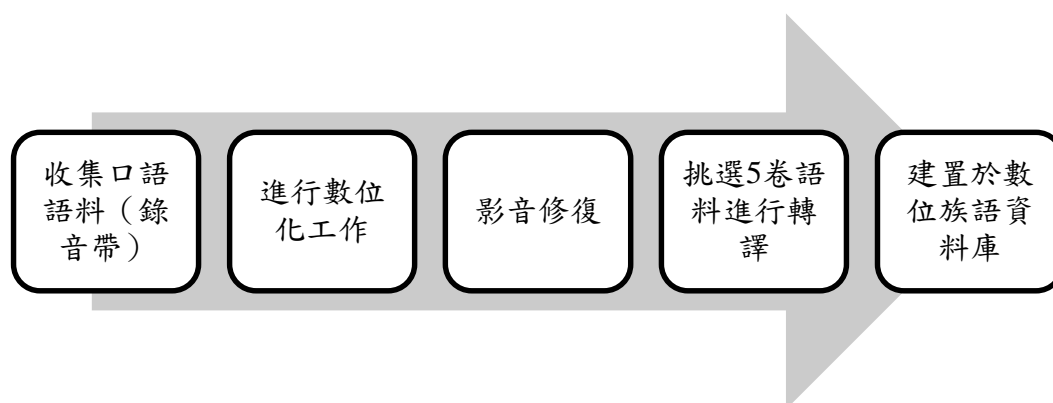 收集口語
語料（錄
音帶）
進行數位
化工作
影音修復
挑選5卷語
料進行轉
譯
建置於數
位族語資
料庫